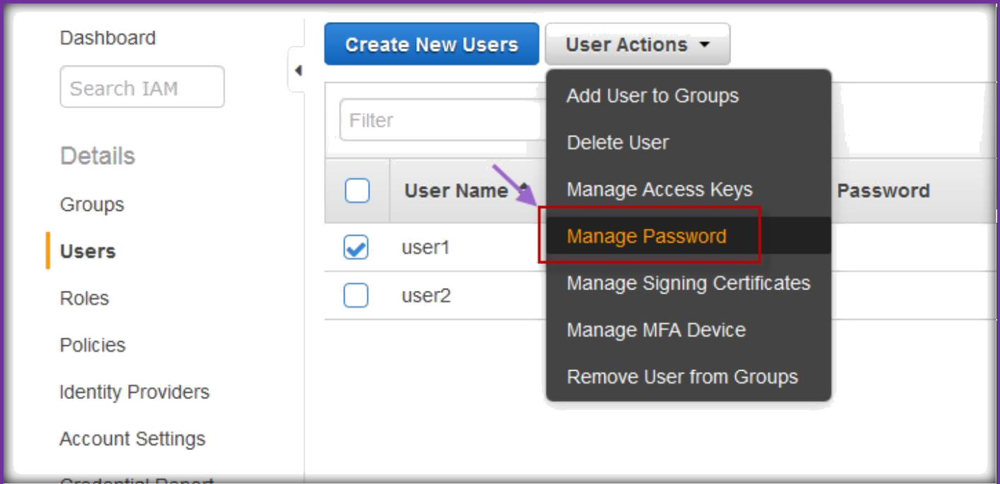 Dashboard
Search IAM
Details
Groups
Users
Roles
Policies
Identity Providers
Account Settings
Credential Report
Create New Users
User Actions
Filter
User Name
Password
user1
user2
Add User to Groups
Delete User
Manage Access Keys
Manage Password
Manage Signing Certificates
Manage MFA Device
Remove User from Groups